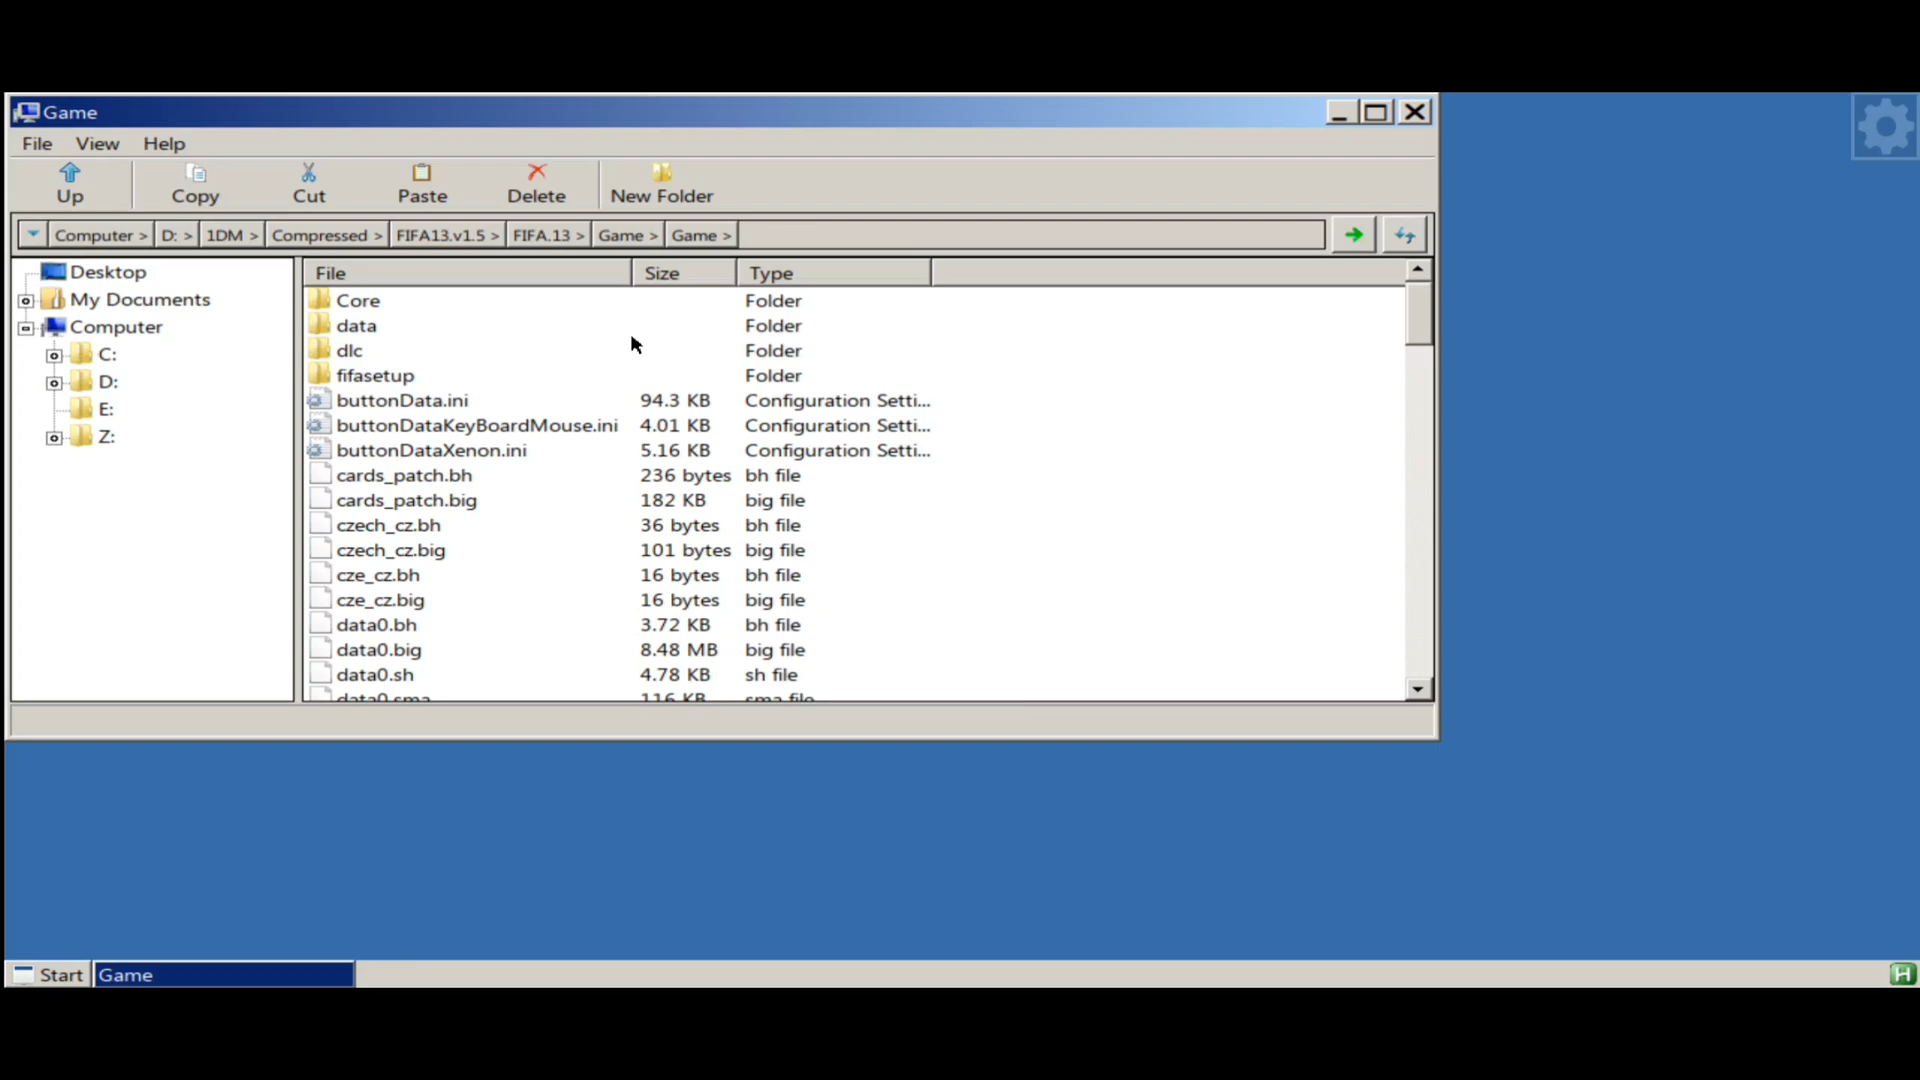 Game
File View Help
Up Copy Cut Paste Delete New Folder
Computer > D: > 1DM > Compressed > FIFA13.v1.5 > FIFA.13 > Game > Game >
Desktop
My Documents
Computer
C:
D:
E:
Z:
File Size Type
Core Folder
data Folder
dlc Folder
fifasetup Folder
buttonData.ini 94.3 KB Configuration Setti...
buttonDataKeyBoardMouse.ini 4.01 KB Configuration Setti...
buttonDataXenon.ini 5.16 KB Configuration Setti...
cards_patch.bh 236 bytes bh file
cards_patch.big 182 KB big file
czech_cz.bh 36 bytes bh file
czech_cz.big 101 bytes big file
cze_cz.bh 16 bytes bh file
cze_cz.big 16 bytes big file
data0.bh 3.72 KB bh file
data0.big 8.48 MB big file
data0.sh 4.78 KB sh file
data0.sma 116 KB sma file
Start Game H